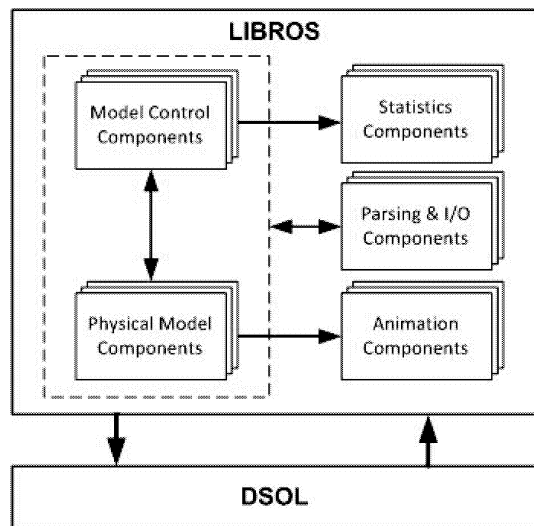 LIBROS
Model Control
Components
Statistics
Components
Parsing & I/O
Components
Physical Model
Components
Animation
Components
DSOL